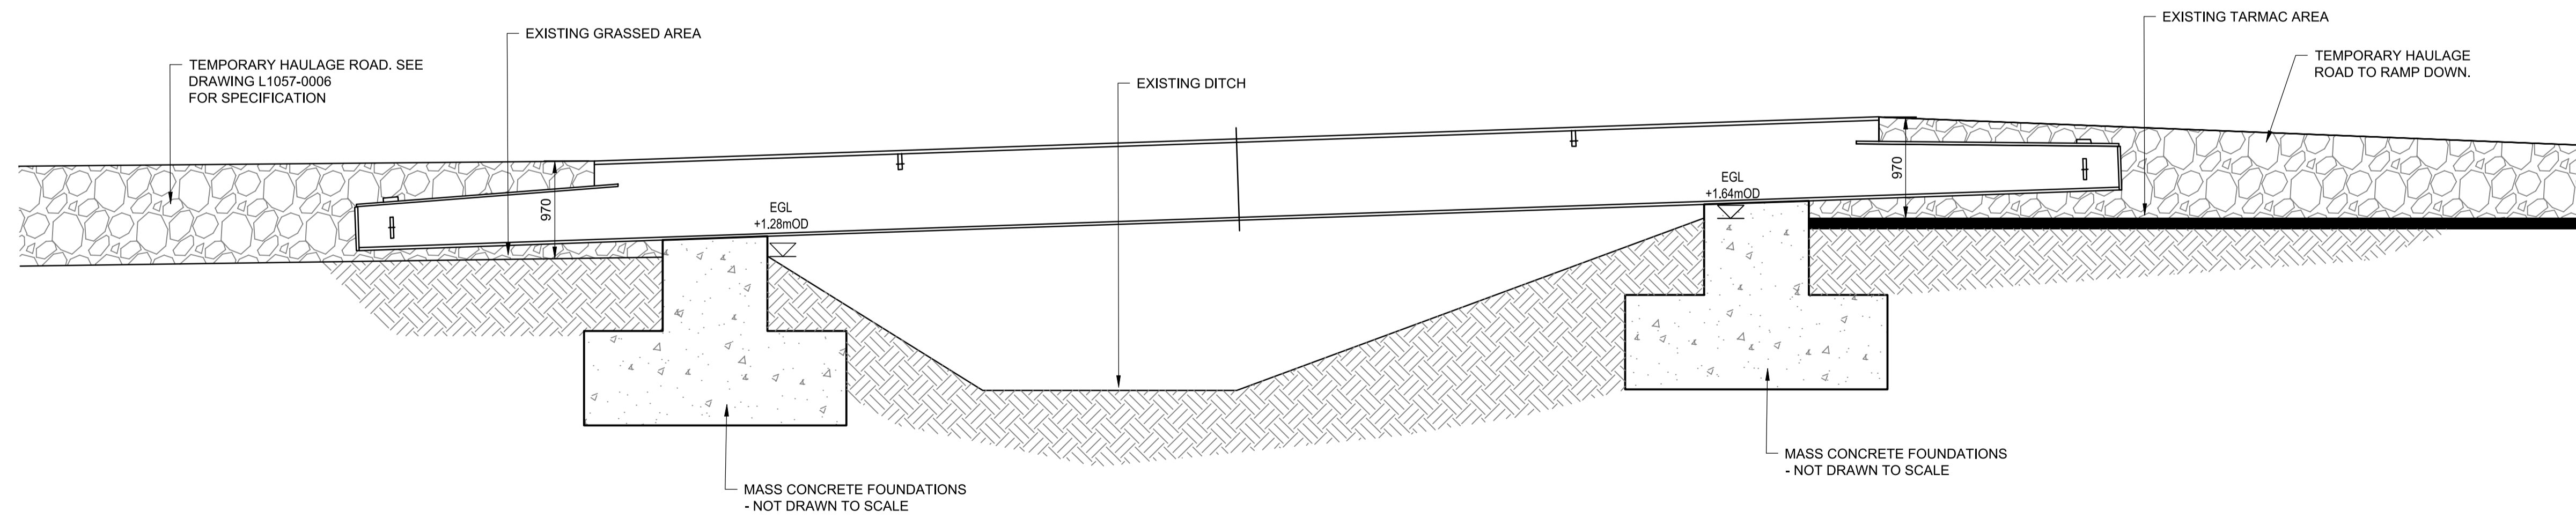 EXISTING GRASSED AREA
TEMPORARY HAULAGE ROAD. SEE
DRAWING L1057-0006
FOR SPECIFICATION
EXISTING DITCH
EXISTING TARMAC AREA
TEMPORARY HAULAGE
ROAD TO RAMP DOWN.
970
EGL
+1.28mOD
EGL
+1.64mOD
970
MASS CONCRETE FOUNDATIONS
- NOT DRAWN TO SCALE
MASS CONCRETE FOUNDATIONS
- NOT DRAWN TO SCALE